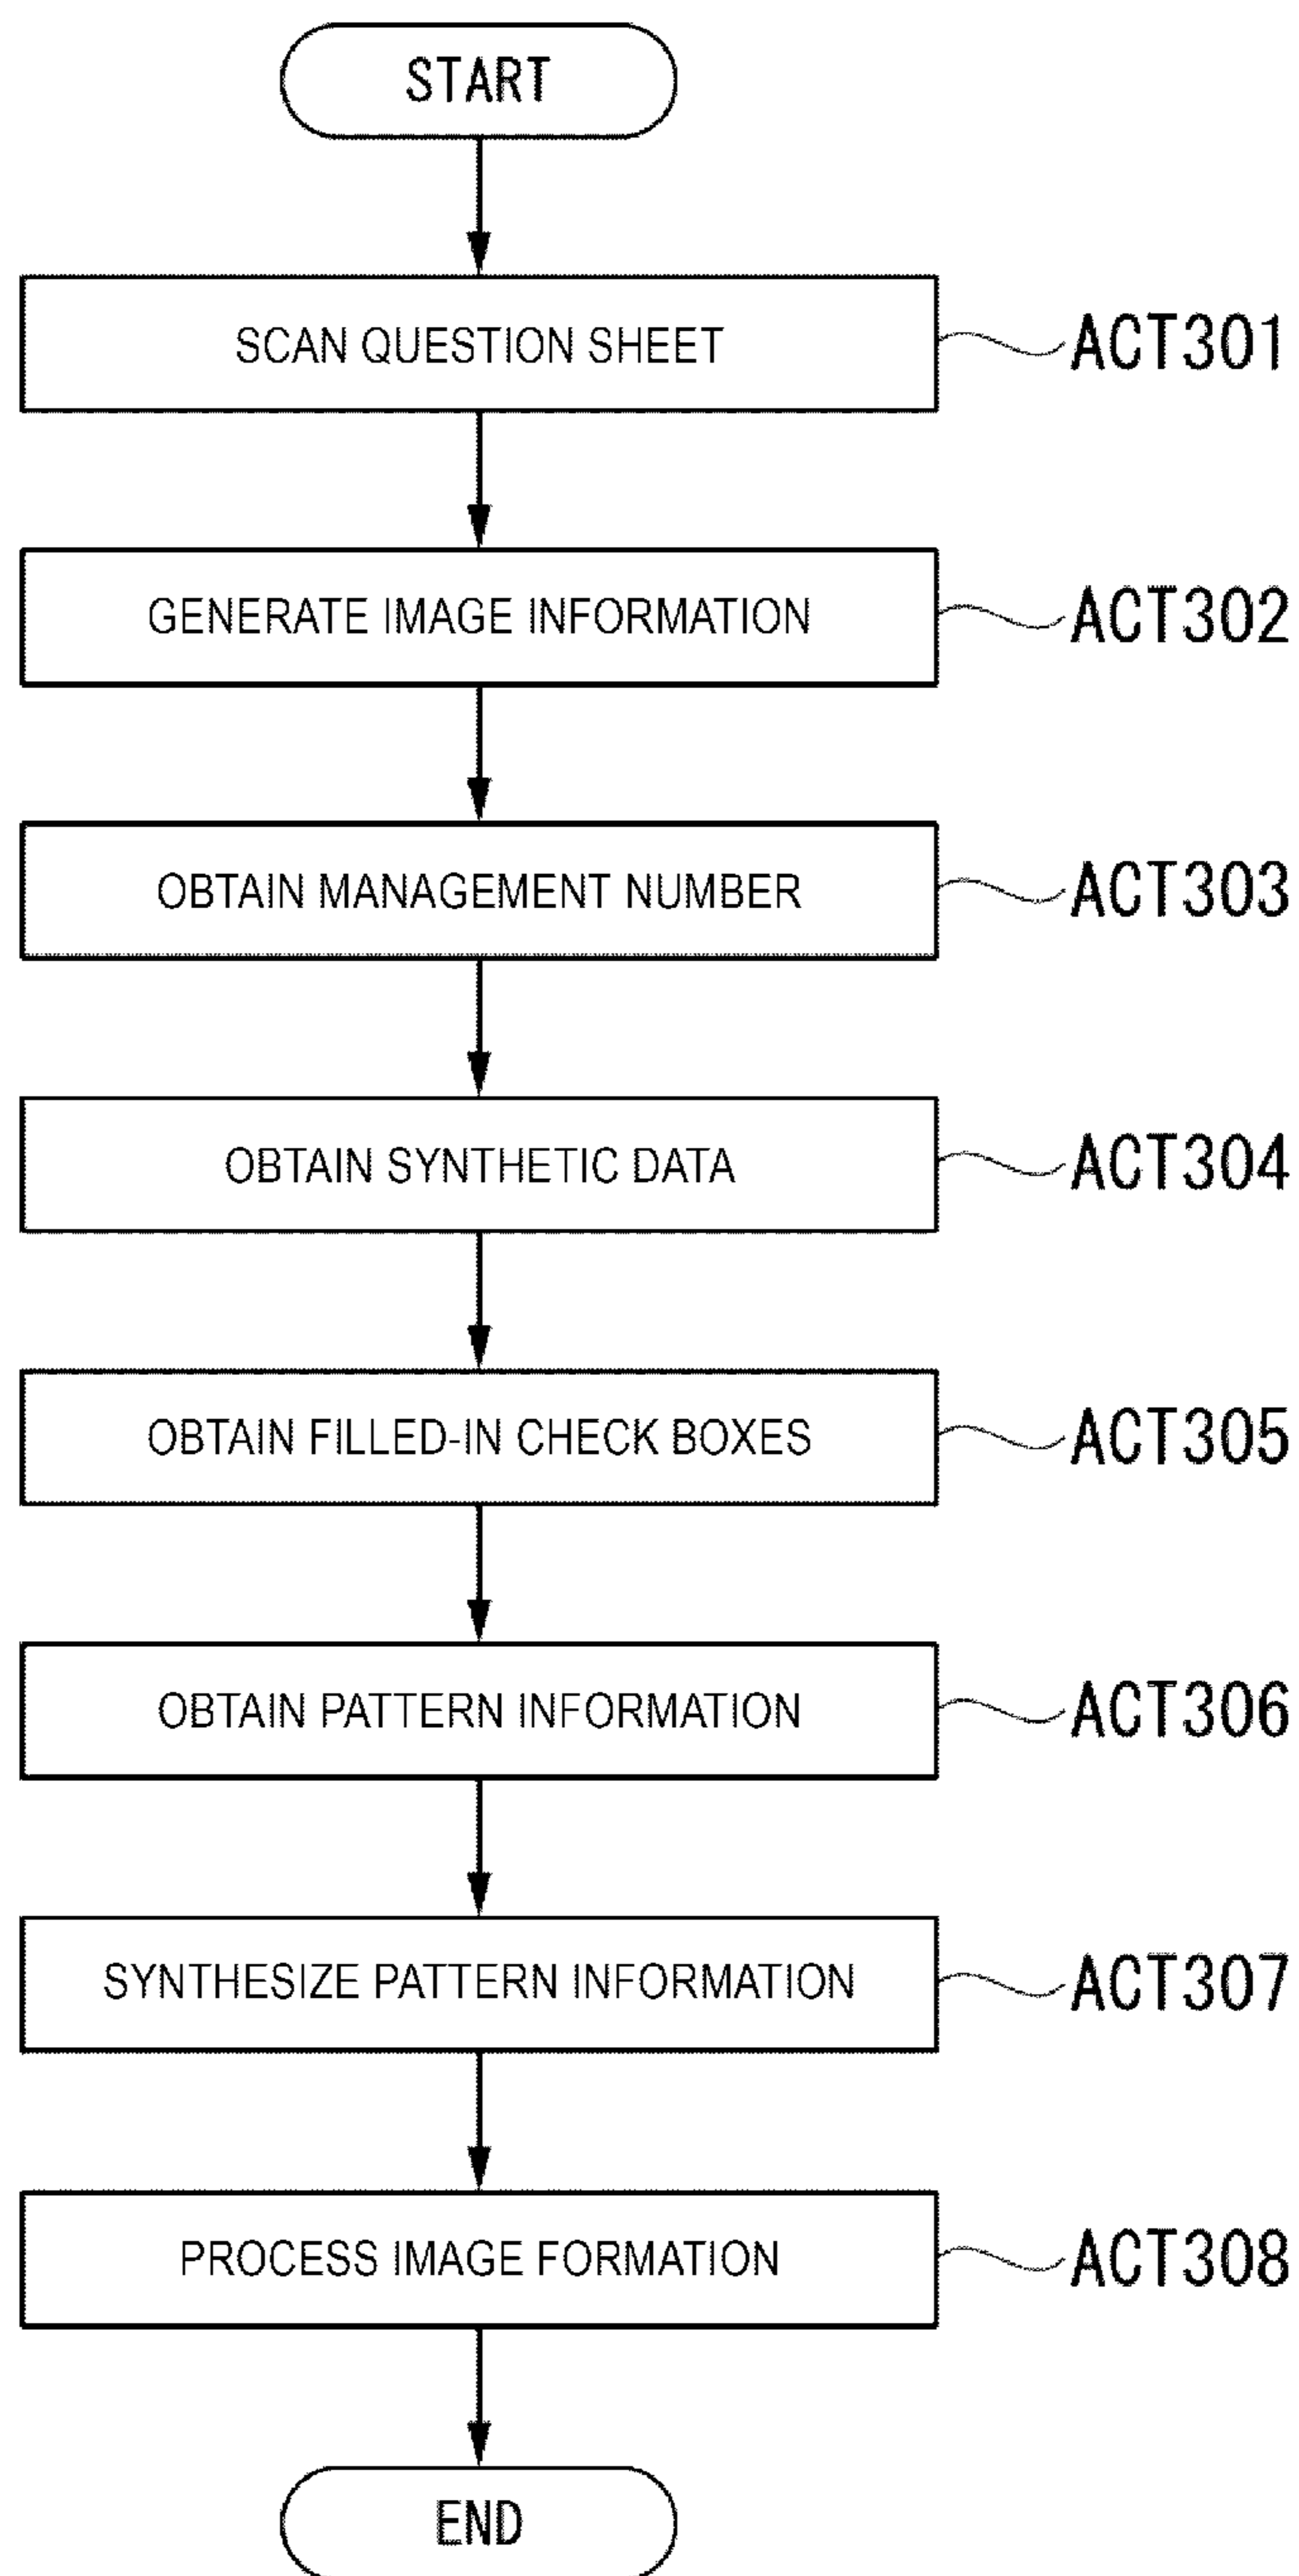 START
SCAN QUESTION SHEET ACT301
GENERATE IMAGE INFORMATION ACT302
OBTAIN MANAGEMENT NUMBER ACT303
OBTAIN SYNTHETIC DATA ACT304
OBTAIN FILLED-IN CHECK BOXES ACT305
OBTAIN PATTERN INFORMATION ACT306
SYNTHESIZE PATTERN INFORMATION ACT307
PROCESS IMAGE FORMATION ACT308
END